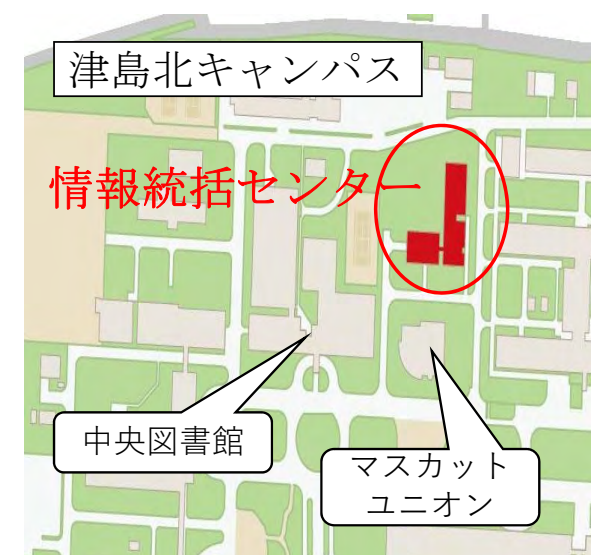 津島北キャンパス
情報統括センター
中央図書館
マスカット
ユニオン